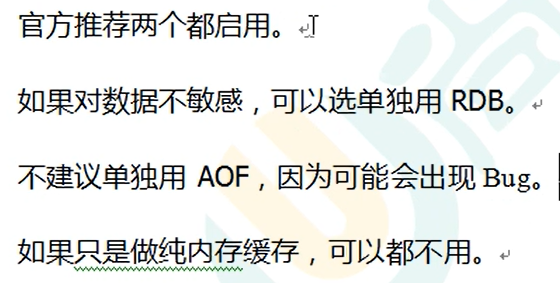 官方推荐两个都启用。
如果对数据不敏感，可以选单独用 RDB。
不建议单独用 AOF，因为可能会出现 Bug。
如果只是做纯内存缓存，可以都不用。